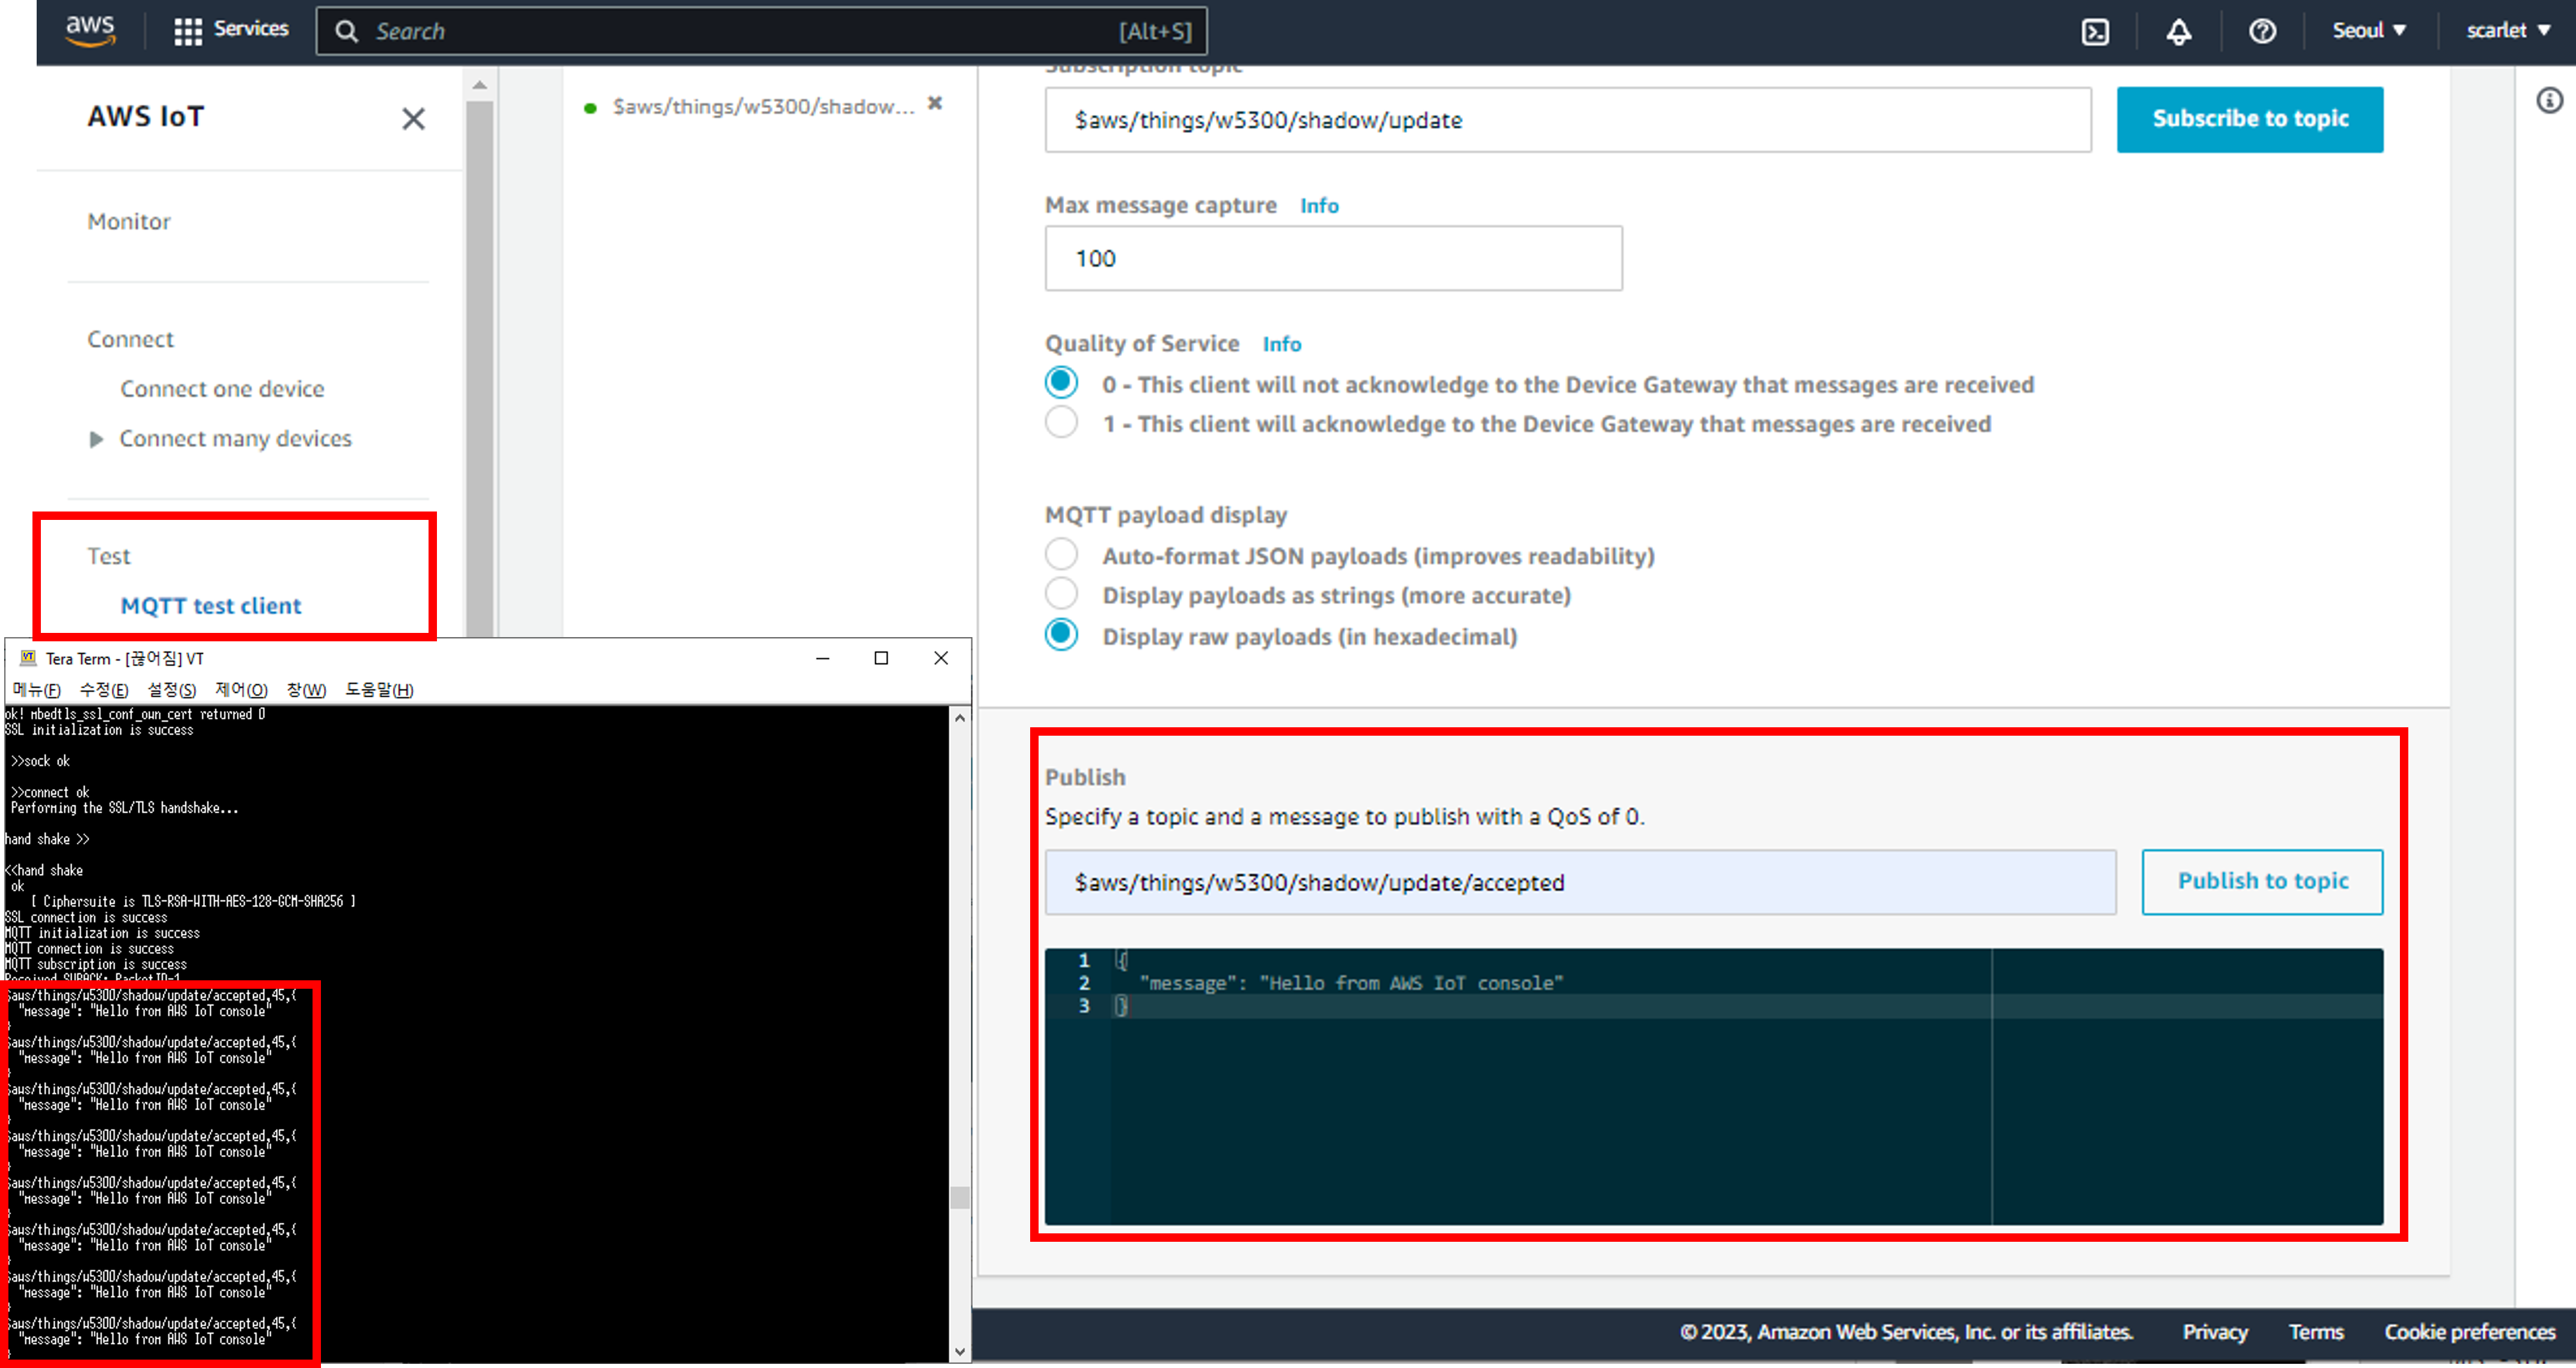 aws
Services
Search
[Alt+S]
Seoul ▼
scarlet ▼
AWS IoT
Monitor
Connect
Connect one device
Connect many devices
Test
MQTT test client
$aws/things/w5300/shadow...
Subscription topic
$aws/things/w5300/shadow/update
Subscribe to topic
Max message capture Info
100
Quality of Service Info
0 - This client will not acknowledge to the Device Gateway that messages are received
1 - This client will acknowledge to the Device Gateway that messages are received
MQTT payload display
Auto-format JSON payloads (improves readability)
Display payloads as strings (more accurate)
Display raw payloads (in hexadecimal)
Publish
Specify a topic and a message to publish with a QoS of 0.
$aws/things/w5300/shadow/update/accepted
Publish to topic
1 {
2 "message": "Hello from AWS IoT console"
3 }
Tera Term - [끊어짐] VT
메뉴(F) 수정(E) 설정(S) 제어(O) 창(W) 도움말(H)
ok! mbedtls_ssl_conf_own_cert returned 0
SSL initialization is success
>>sock ok
>>connect ok
Performing the SSL/TLS handshake...
hand shake >>
<<hand shake
ok
[ Ciphersuite is TLS-RSA-WITH-AES-128-GCM-SHA256 ]
SSL connection is success
MQTT initialization is success
MQTT connection is success
MQTT subscription is success
Received SUBACK: PacketID=1
$aws/things/w5300/shadow/update/accepted,45,{
"message": "Hello from AWS IoT console"
}
$aws/things/w5300/shadow/update/accepted,45,{
"message": "Hello from AWS IoT console"
}
$aws/things/w5300/shadow/update/accepted,45,{
"message": "Hello from AWS IoT console"
}
$aws/things/w5300/shadow/update/accepted,45,{
"message": "Hello from AWS IoT console"
}
$aws/things/w5300/shadow/update/accepted,45,{
"message": "Hello from AWS IoT console"
}
$aws/things/w5300/shadow/update/accepted,45,{
"message": "Hello from AWS IoT console"
}
$aws/things/w5300/shadow/update/accepted,45,{
"message": "Hello from AWS IoT console"
}
$aws/things/w5300/shadow/update/accepted,45,{
"message": "Hello from AWS IoT console"
}
© 2023, Amazon Web Services, Inc. or its affiliates. Privacy Terms Cookie preferences